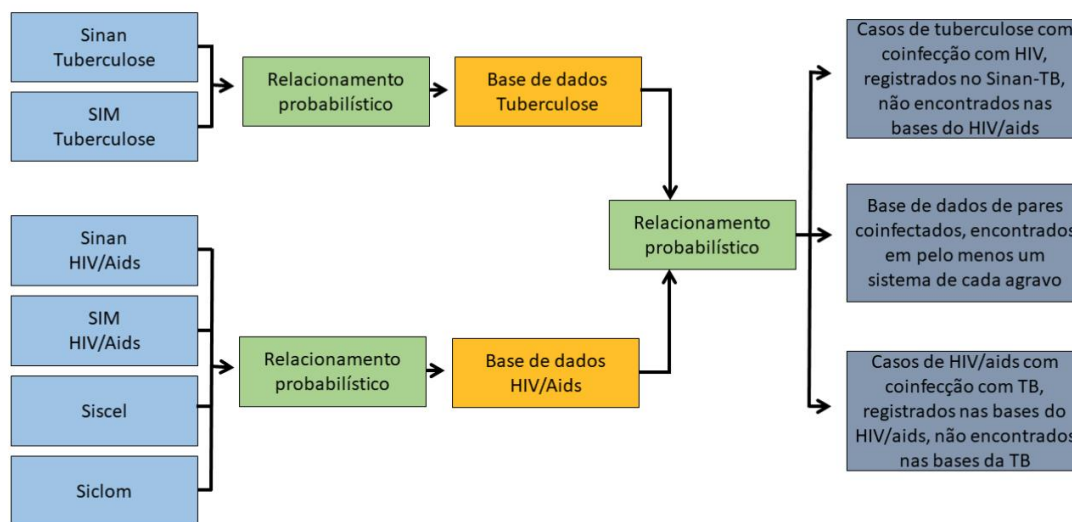 Sinan
Tuberculose
SIM
Tuberculose
Relacionamento
probabilístico
Base de dados
Tuberculose
Sinan
HIV/Aids
SIM
HIV/Aids
Siscel
Siclom
Relacionamento
probabilístico
Base de dados
HIV/Aids
Relacionamento
probabilístico
Casos de tuberculose com
coinfecção com HIV,
registrados no Sinan-TB,
não encontrados nas
bases do HIV/aids
Base de dados de pares
coinfectados, encontrados
em pelo menos um
sistema de cada agravo
Casos de HIV/aids com
coinfecção com TB,
registrados nas bases do
HIV/aids, não encontrados
nas bases da TB